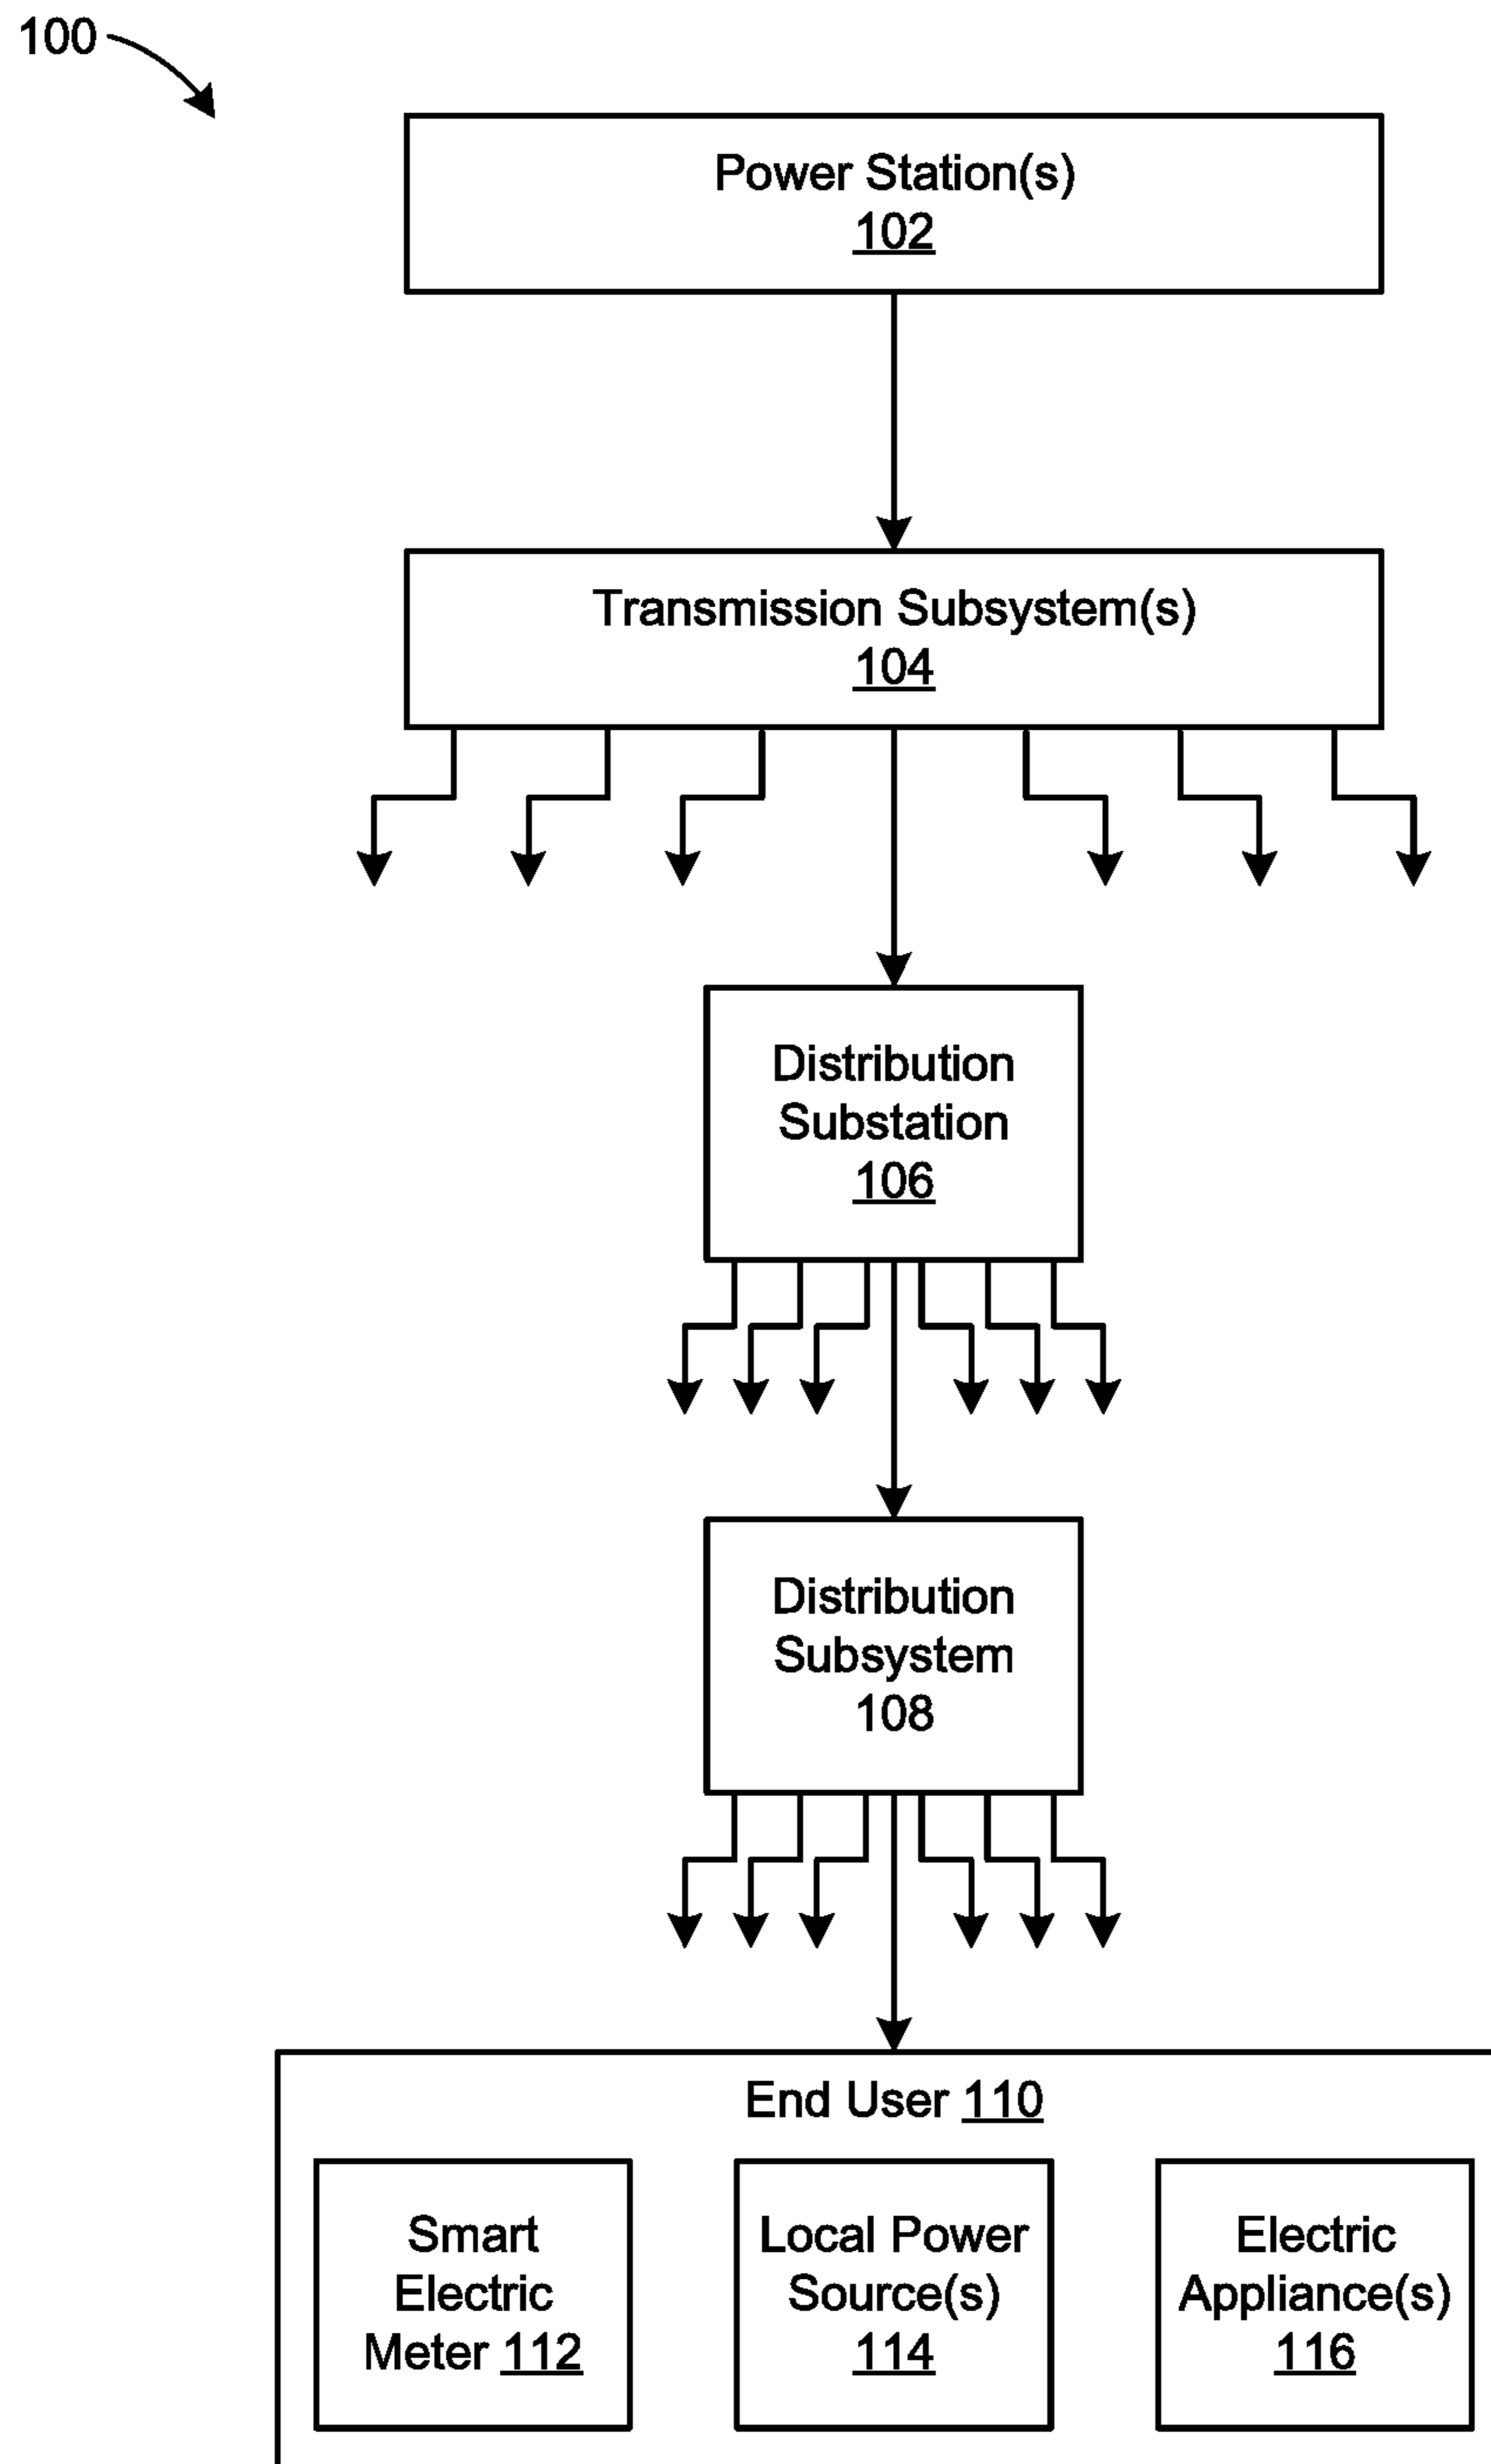 100
Power Station(s)
102
Transmission Subsystem(s)
104
Distribution
Substation
106
Distribution
Subsystem
108
End User 110
Smart
Electric
Meter 112
Local Power
Source(s)
114
Electric
Appliance(s)
116